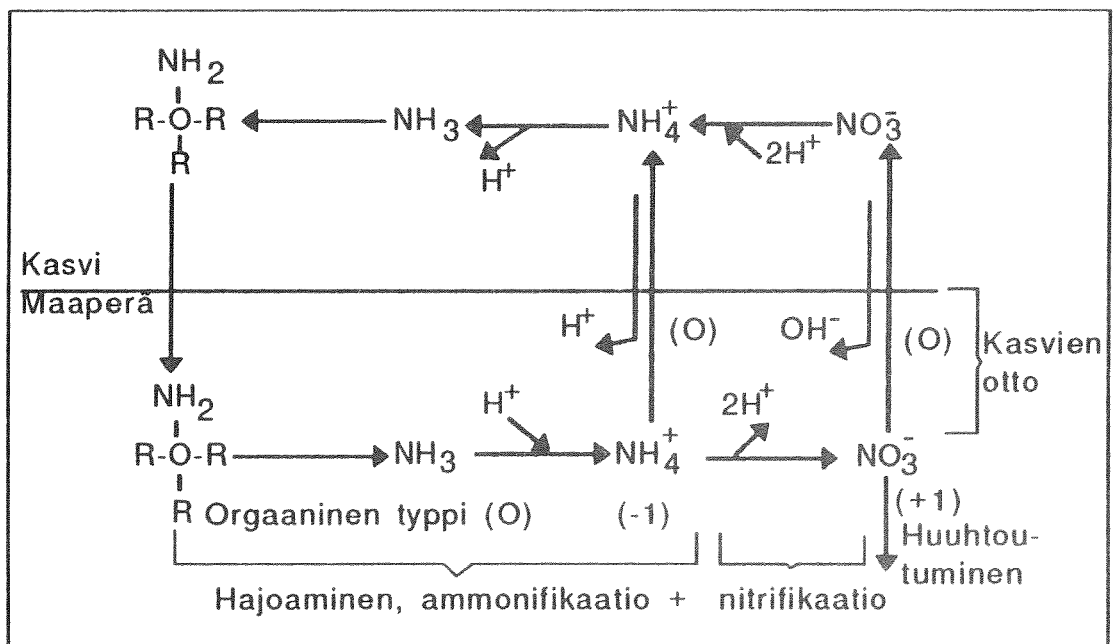 NH₂
R-O-R
R
NH₃
NH₄⁺
NO₃⁻
H⁺
2H⁺
Kasvi
Maaperä
H⁺
(O)
OH⁻
(O)
Kasvien
otto
NH₂
R-O-R
R
H⁺
2H⁺
NH₃
NH₄⁺
NO₃⁻
Orgaaninen typpi (O)
(-1)
(+1)
Huuhtou-
tuminen
Hajoaminen, ammonifikaatio + nitrifikaatio